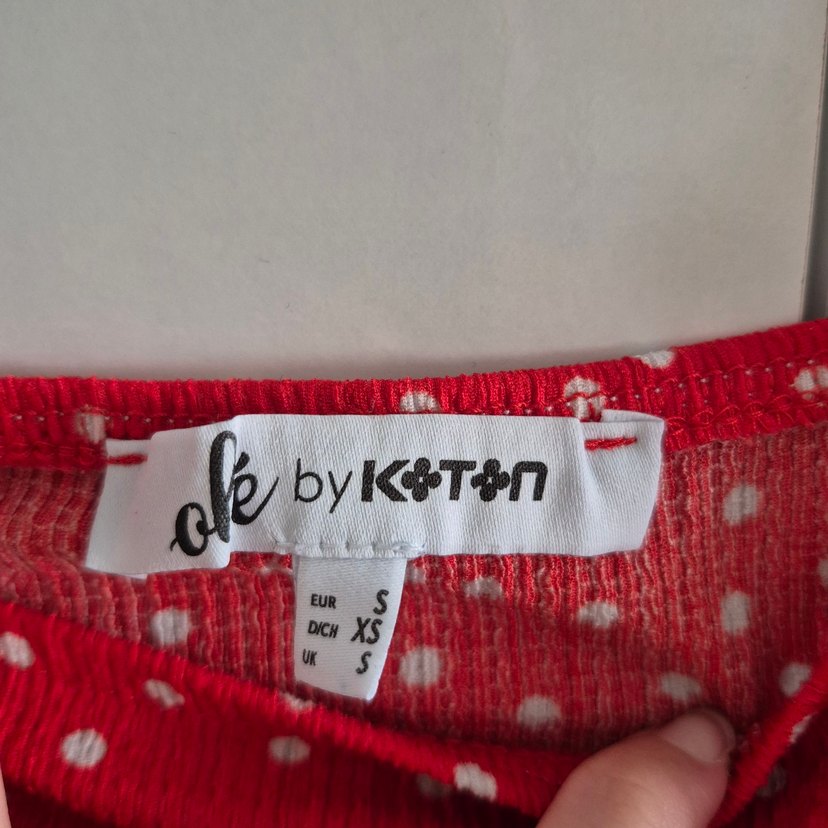 olé by KOTON
EUR S
D/CH XS
UK S